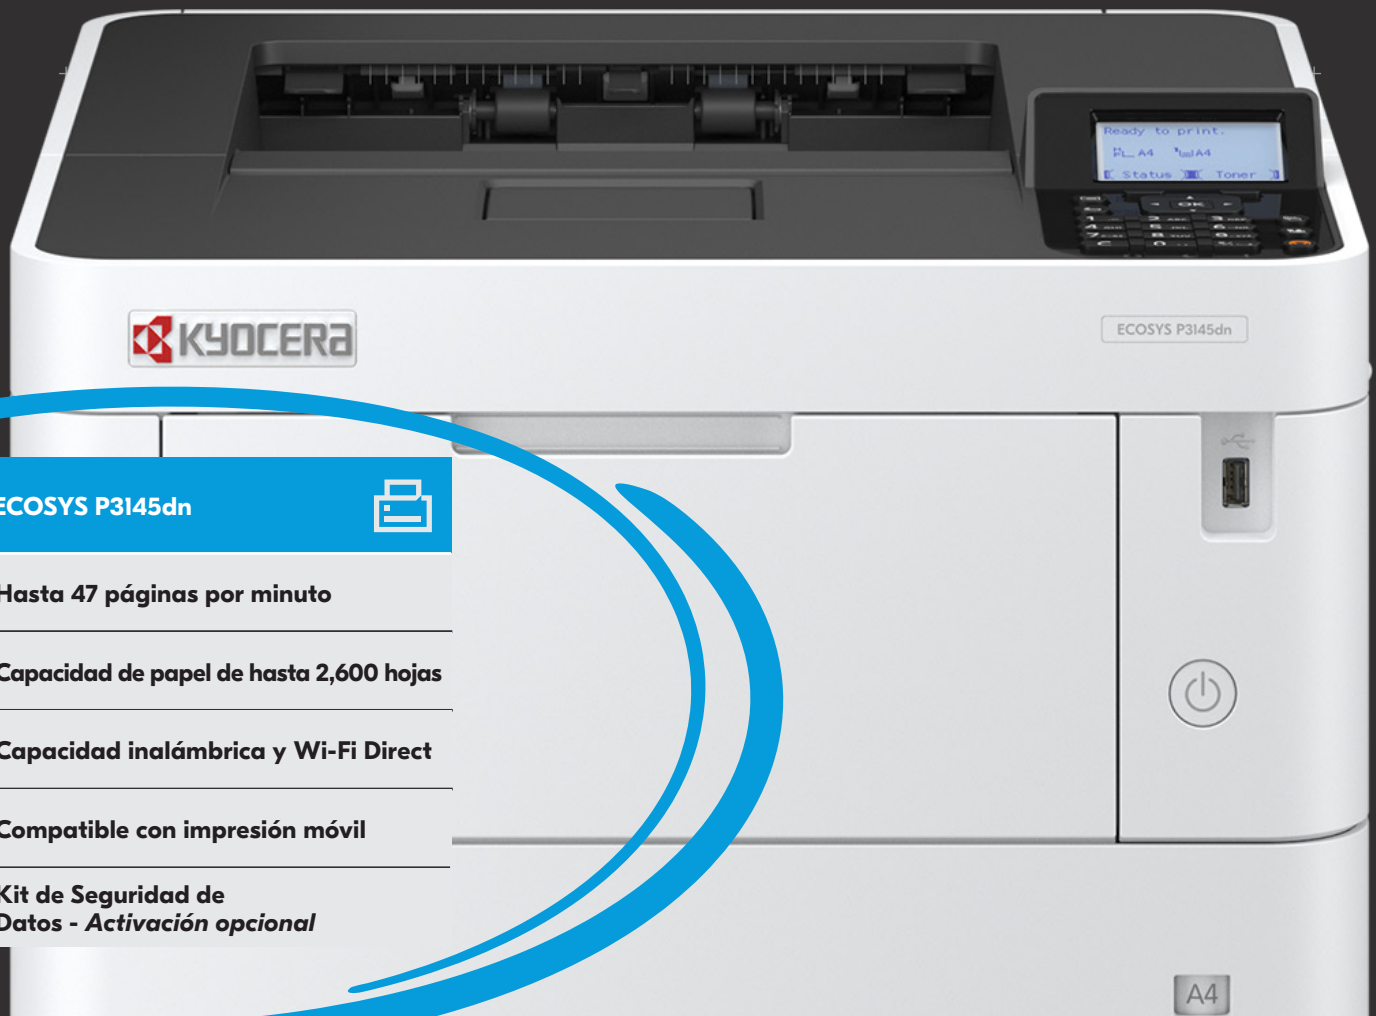 Ready to print.
A4 A4
Status Toner
OK
KYOCERA
ECOSYS P3145dn
ECOSYS P3145dn
Hasta 47 páginas por minuto
Capacidad de papel de hasta 2,600 hojas
Capacidad inalámbrica y Wi-Fi Direct
Compatible con impresión móvil
Kit de Seguridad de
Datos - Activación opcional
A4